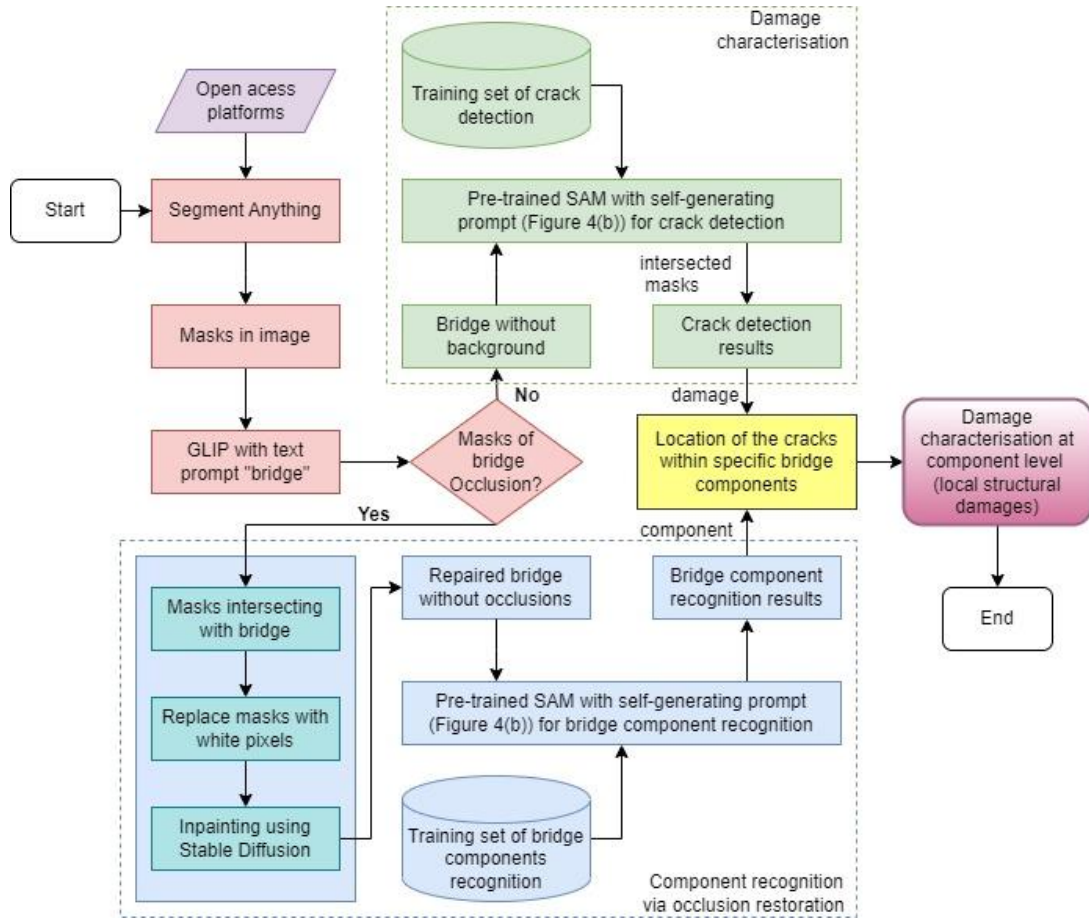 Damage
characterisation
Open acess
platforms
Training set of crack
detection
Start
Segment Anything
Pre-trained SAM with self-generating
prompt (Figure 4(b)) for crack detection
intersected
masks
Masks in image
Bridge without
background
Crack detection
results
No
damage
GLIP with text
prompt "bridge"
Masks of
bridge
Occlusion?
Location of the cracks
within specific bridge
components
Damage
characterisation at
component level
(local structural
damages)
Yes
component
Masks intersecting
with bridge
Repaired bridge
without occlusions
Bridge component
recognition results
End
Replace masks with
white pixels
Pre-trained SAM with self-generating prompt
(Figure 4(b)) for bridge component recognition
Inpainting using
Stable Diffusion
Training set of bridge
components
recognition
Component recognition
via occlusion restoration